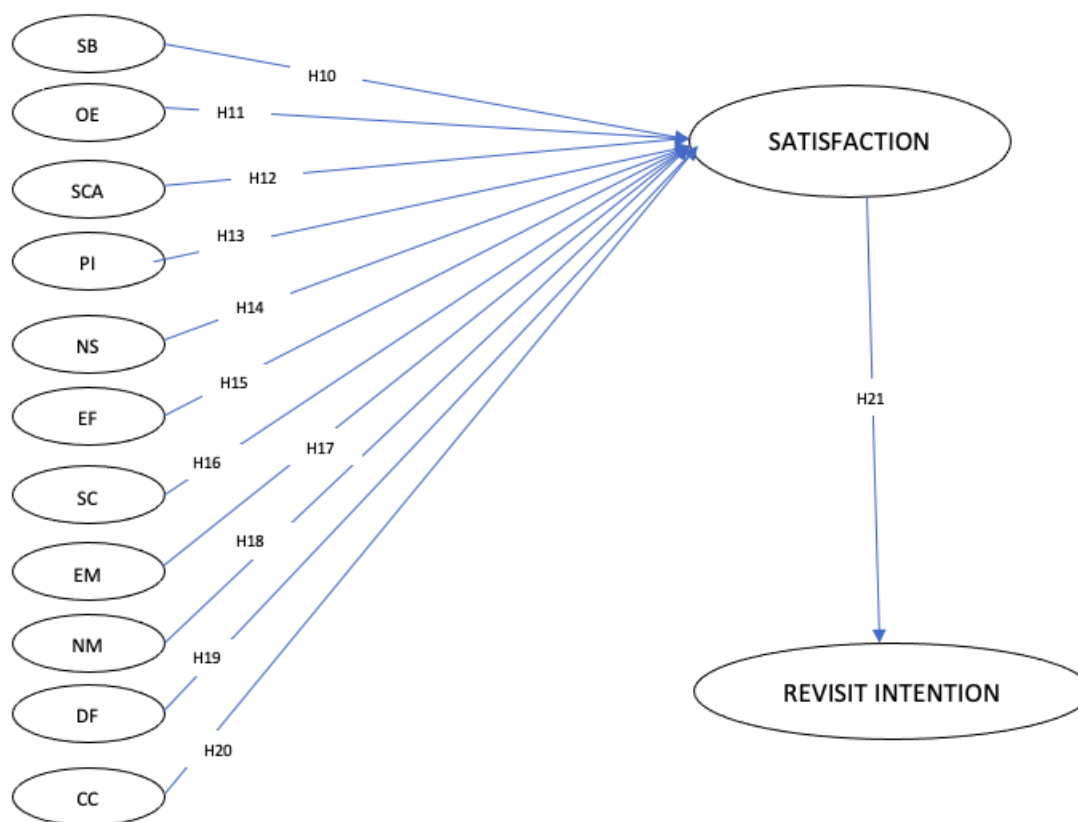 SB
H10
OE
H11
SATISFACTION
SCA
H12
PI
H13
NS
H14
EF
H15
H21
SC
H16
H17
EM
H18
NM
H19
DF
REVISIT INTENTION
H20
CC